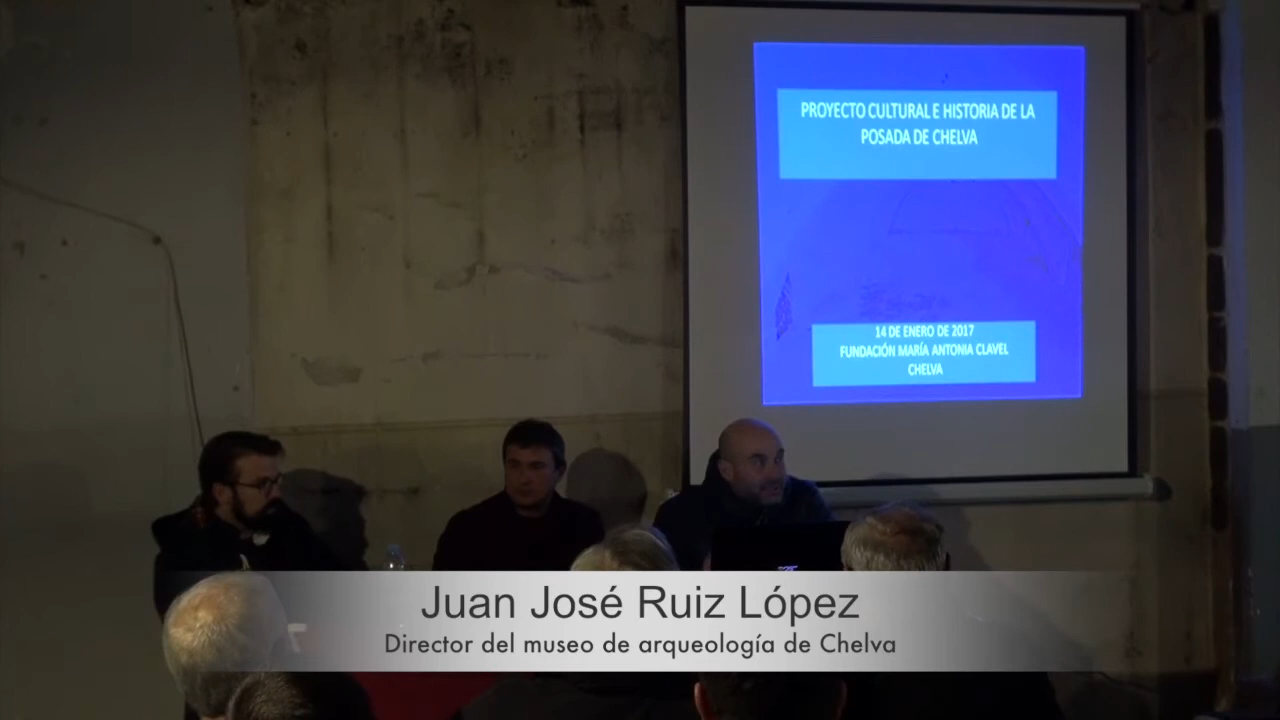 PROYECTO CULTURAL E HISTORIA DE LA
POSADA DE CHELVA
14 DE ENERO DE 2017
FUNDACIÓN MARÍA ANTONIA CLAVEL
CHELVA
Juan José Ruiz López
Director del museo de arqueología de Chelva